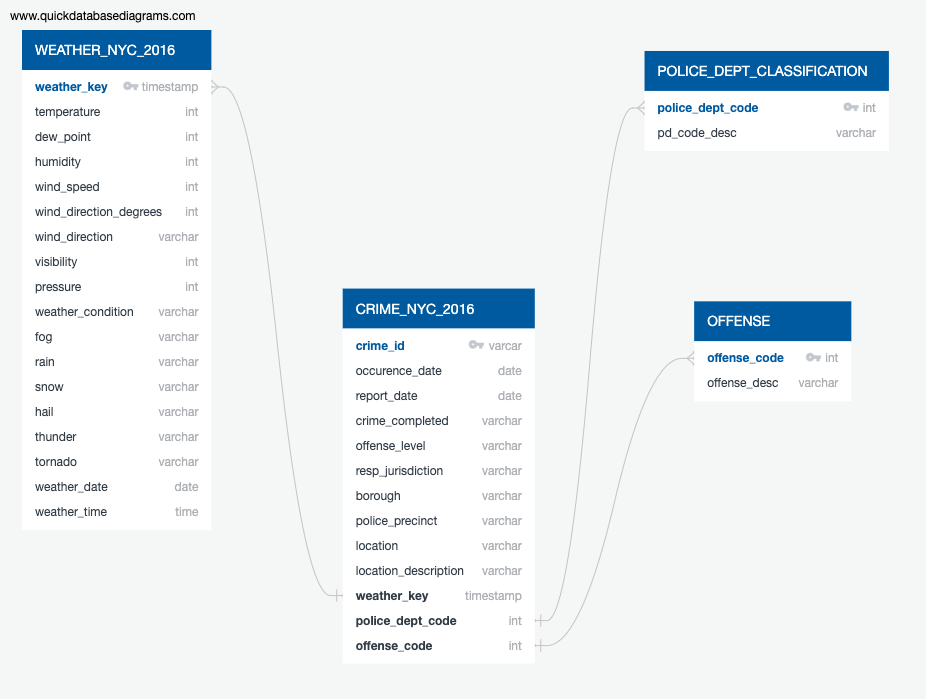 www.quickdatabasediagrams.com
WEATHER_NYC_2016
weather_key timestamp
temperature int
dew_point int
humidity int
wind_speed int
wind_direction_degrees int
wind_direction varchar
visibility int
pressure int
weather_condition varchar
fog varchar
rain varchar
snow varchar
hail varchar
thunder varchar
tornado varchar
weather_date date
weather_time time
CRIME_NYC_2016
crime_id varcar
occurence_date date
report_date date
crime_completed varchar
offense_level varchar
resp_jurisdiction varchar
borough varchar
police_precinct varchar
location varchar
location_description varchar
weather_key timestamp
police_dept_code int
offense_code int
POLICE_DEPT_CLASSIFICATION
police_dept_code int
pd_code_desc varchar
OFFENSE
offense_code int
offense_desc varchar